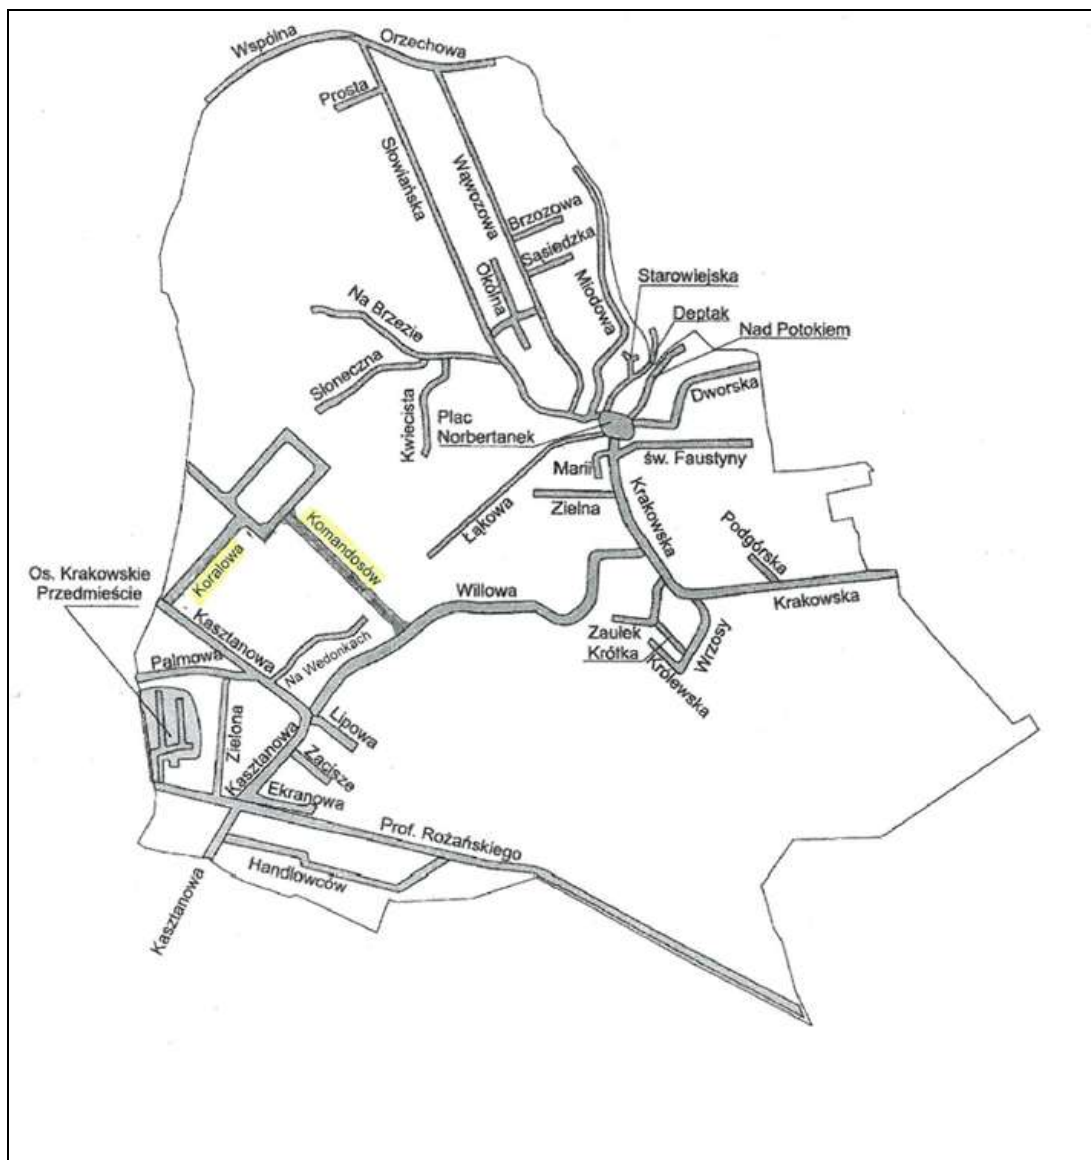 Wspólna
Orzechowa
Prosta
Słowiańska
Wąwozowa
Brzozowa
Sąsiedzka
Okólna
Miodowa
Starowiejska
Deptak
Nad Potokiem
Na Brzezie
Słoneczna
Kwiecista
Plac
Norbertanek
Dworska
św. Faustyny
Marii
Zielna
Łąkowa
Krakowska
Podgórska
Krakowska
Komandosów
Koralowa
Os. Krakowskie
Przedmieście
Willowa
Kasztanowa
Na Wedonkach
Zaułek
Krótka
Królewska
Wrzosy
Palmowa
Zielona
Kasztanowa
Lipowa
Zacisze
Ekranowa
Prof. Rożańskiego
Handlowców
Kasztanowa